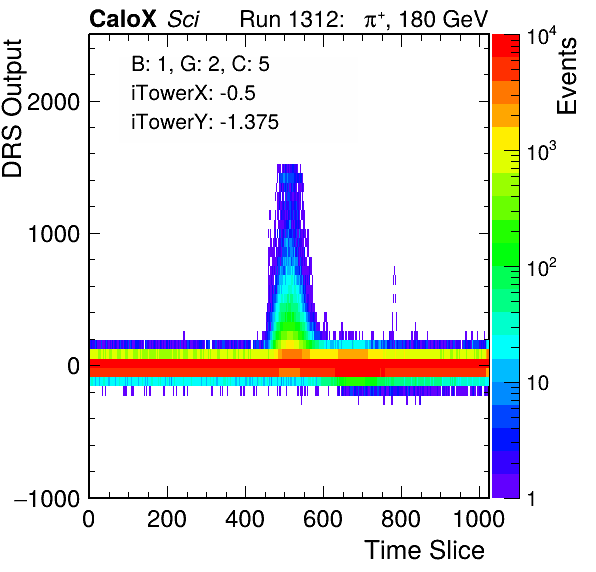 CaloX Sci Run 1312: π⁺, 180 GeV
B: 1, G: 2, C: 5
iTowerX: -0.5
iTowerY: -1.375
DRS Output
2000
1000
0
−1000
0 200 400 600 800 1000
Time Slice
Events
10⁴
10³
10²
10
1